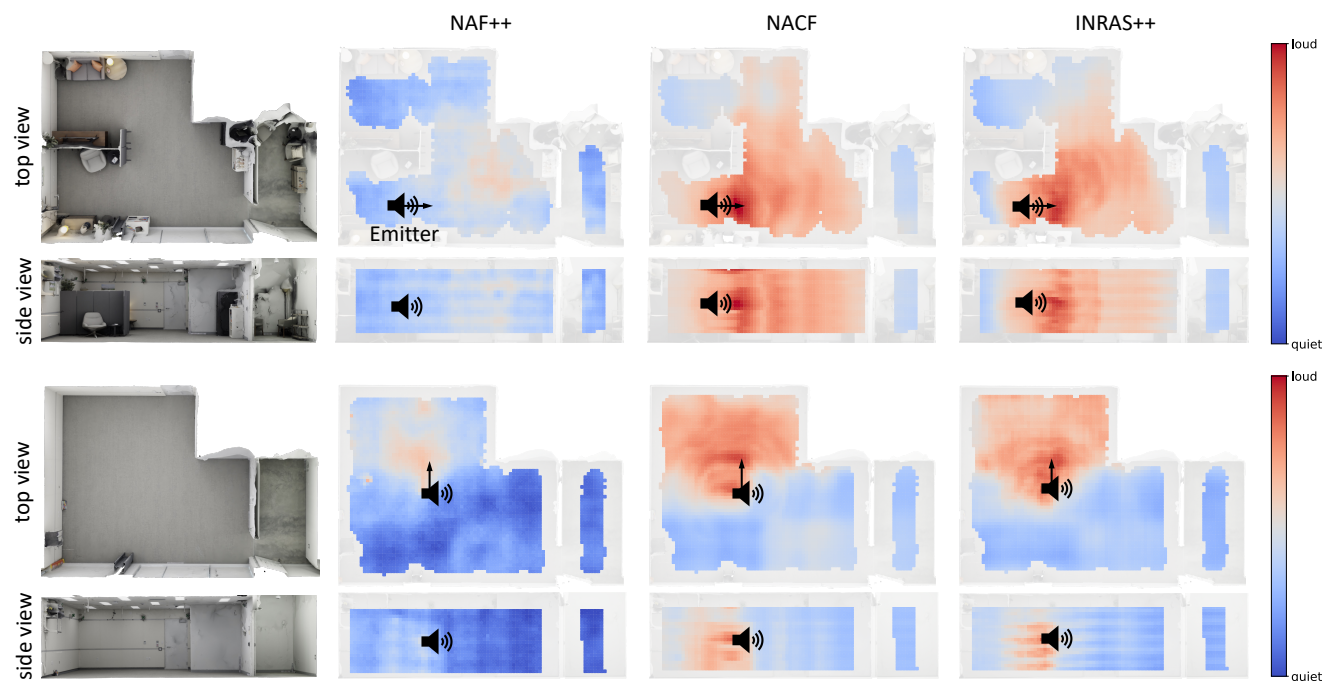 NAF++ NACF INRAS++
top view
Emitter
loud
side view
quiet
top view
loud
side view
quiet